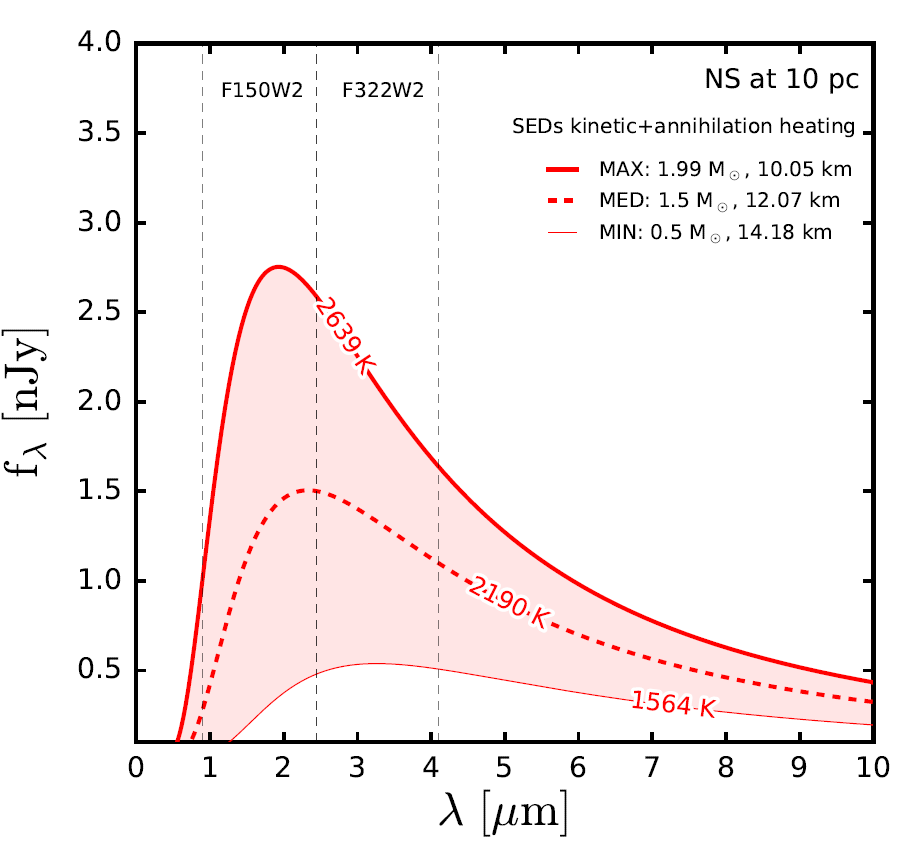 4.0
3.5
3.0
2.5
2.0
1.5
1.0
0.5
0 1 2 3 4 5 6 7 8 9 10
f_λ [nJy]
λ [μm]
F150W2 F322W2
NS at 10 pc
SEDs kinetic+annihilation heating
MAX: 1.99 M_☉, 10.05 km
MED: 1.5 M_☉, 12.07 km
MIN: 0.5 M_☉, 14.18 km
2639 K
2190 K
1564 K